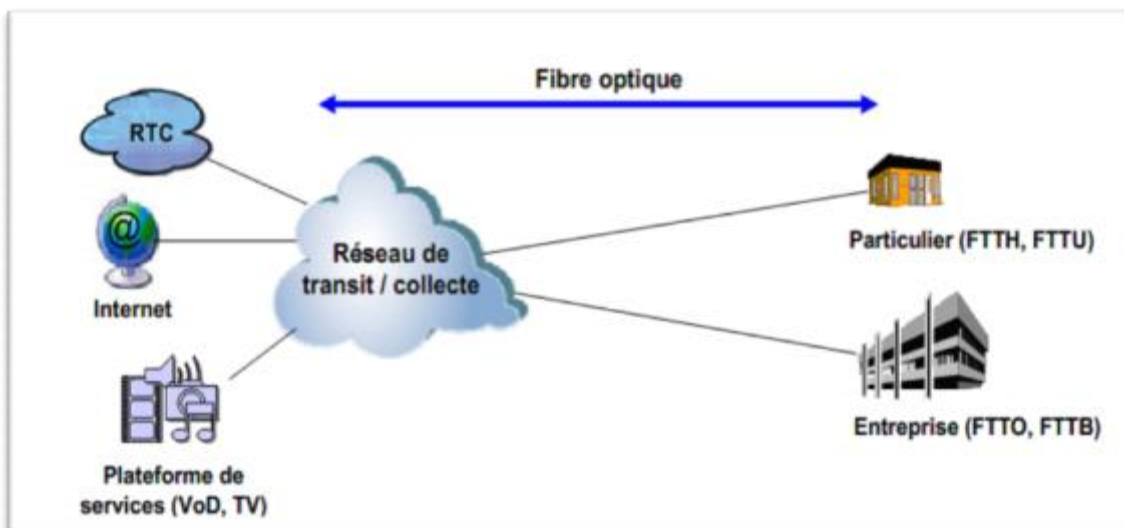 Fibre optique
RTC
@
Internet
Réseau de
transit / collecte
Particulier (FTTH, FTTU)
Entreprise (FTTO, FTTB)
Plateforme de
services (VoD, TV)